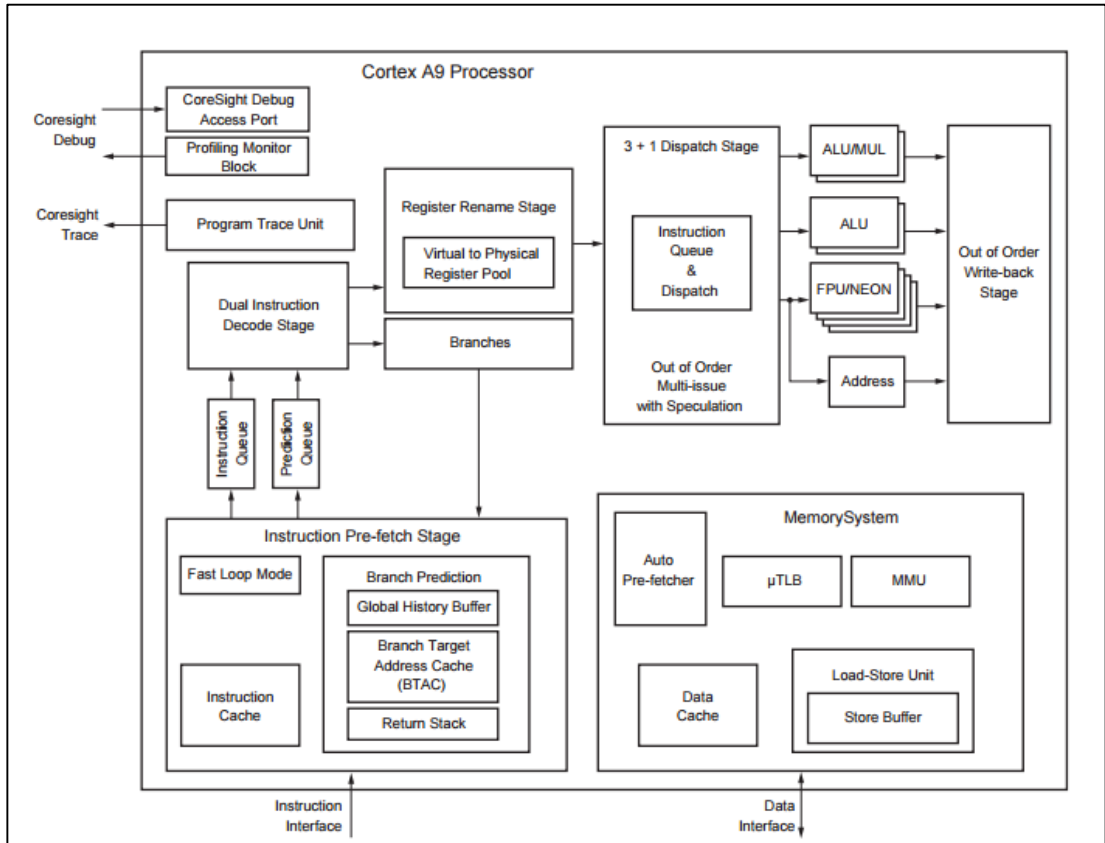 Cortex A9 Processor
Coresight
Debug
CoreSight Debug
Access Port
Profiling Monitor
Block
Coresight
Trace
Program Trace Unit
Dual Instruction
Decode Stage
Register Rename Stage
Virtual to Physical
Register Pool
Branches
3 + 1 Dispatch Stage
Instruction
Queue
&
Dispatch
Out of Order
Multi-issue
with Speculation
ALU/MUL
ALU
FPU/NEON
Address
Out of Order
Write-back
Stage
Instruction
Queue
Prediction
Queue
Instruction Pre-fetch Stage
Fast Loop Mode
Instruction
Cache
Branch Prediction
Global History Buffer
Branch Target
Address Cache
(BTAC)
Return Stack
MemorySystem
Auto
Pre-fetcher
µTLB
MMU
Data
Cache
Load-Store Unit
Store Buffer
Instruction
Interface
Data
Interface